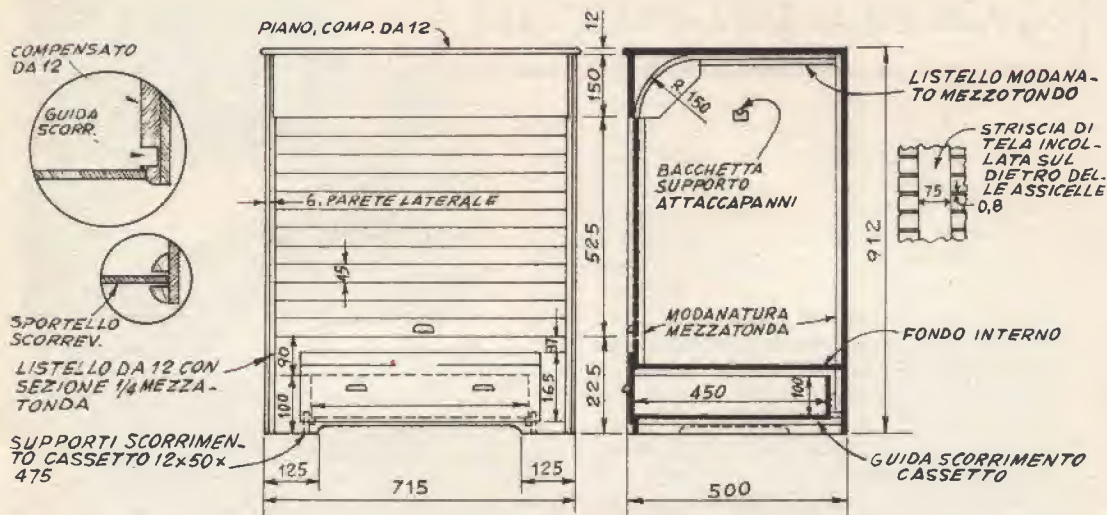 PIANO, COMP. DA 12
12
COMPENSATO
DA 12
GUIDA
SCORR.
150
R. 150
LISTELLO MODANA-
TO MEZZOTONDO
STRISCIA DI
TELA INCOL-
LATA SUL
DIETRO DEL-
LE ASSICELLE
75
0,8
BACCHETTA
SUPPORTO
ATTACCAPANNI
6. PARETE LATERALE
525
912
45
SPORTELLO
SCORREV.
MODANATURA
MEZZATONDA
FONDO INTERNO
LISTELLO DA 12 CON
SEZIONE 1/4 MEZZA-
TONDA
90
37
165
100
225
450
100
SUPPORTI SCORRIMEN-
TO CASSETTO 12x50x
475
GUIDA SCORRIMENTO
CASSETTO
125
125
715
500